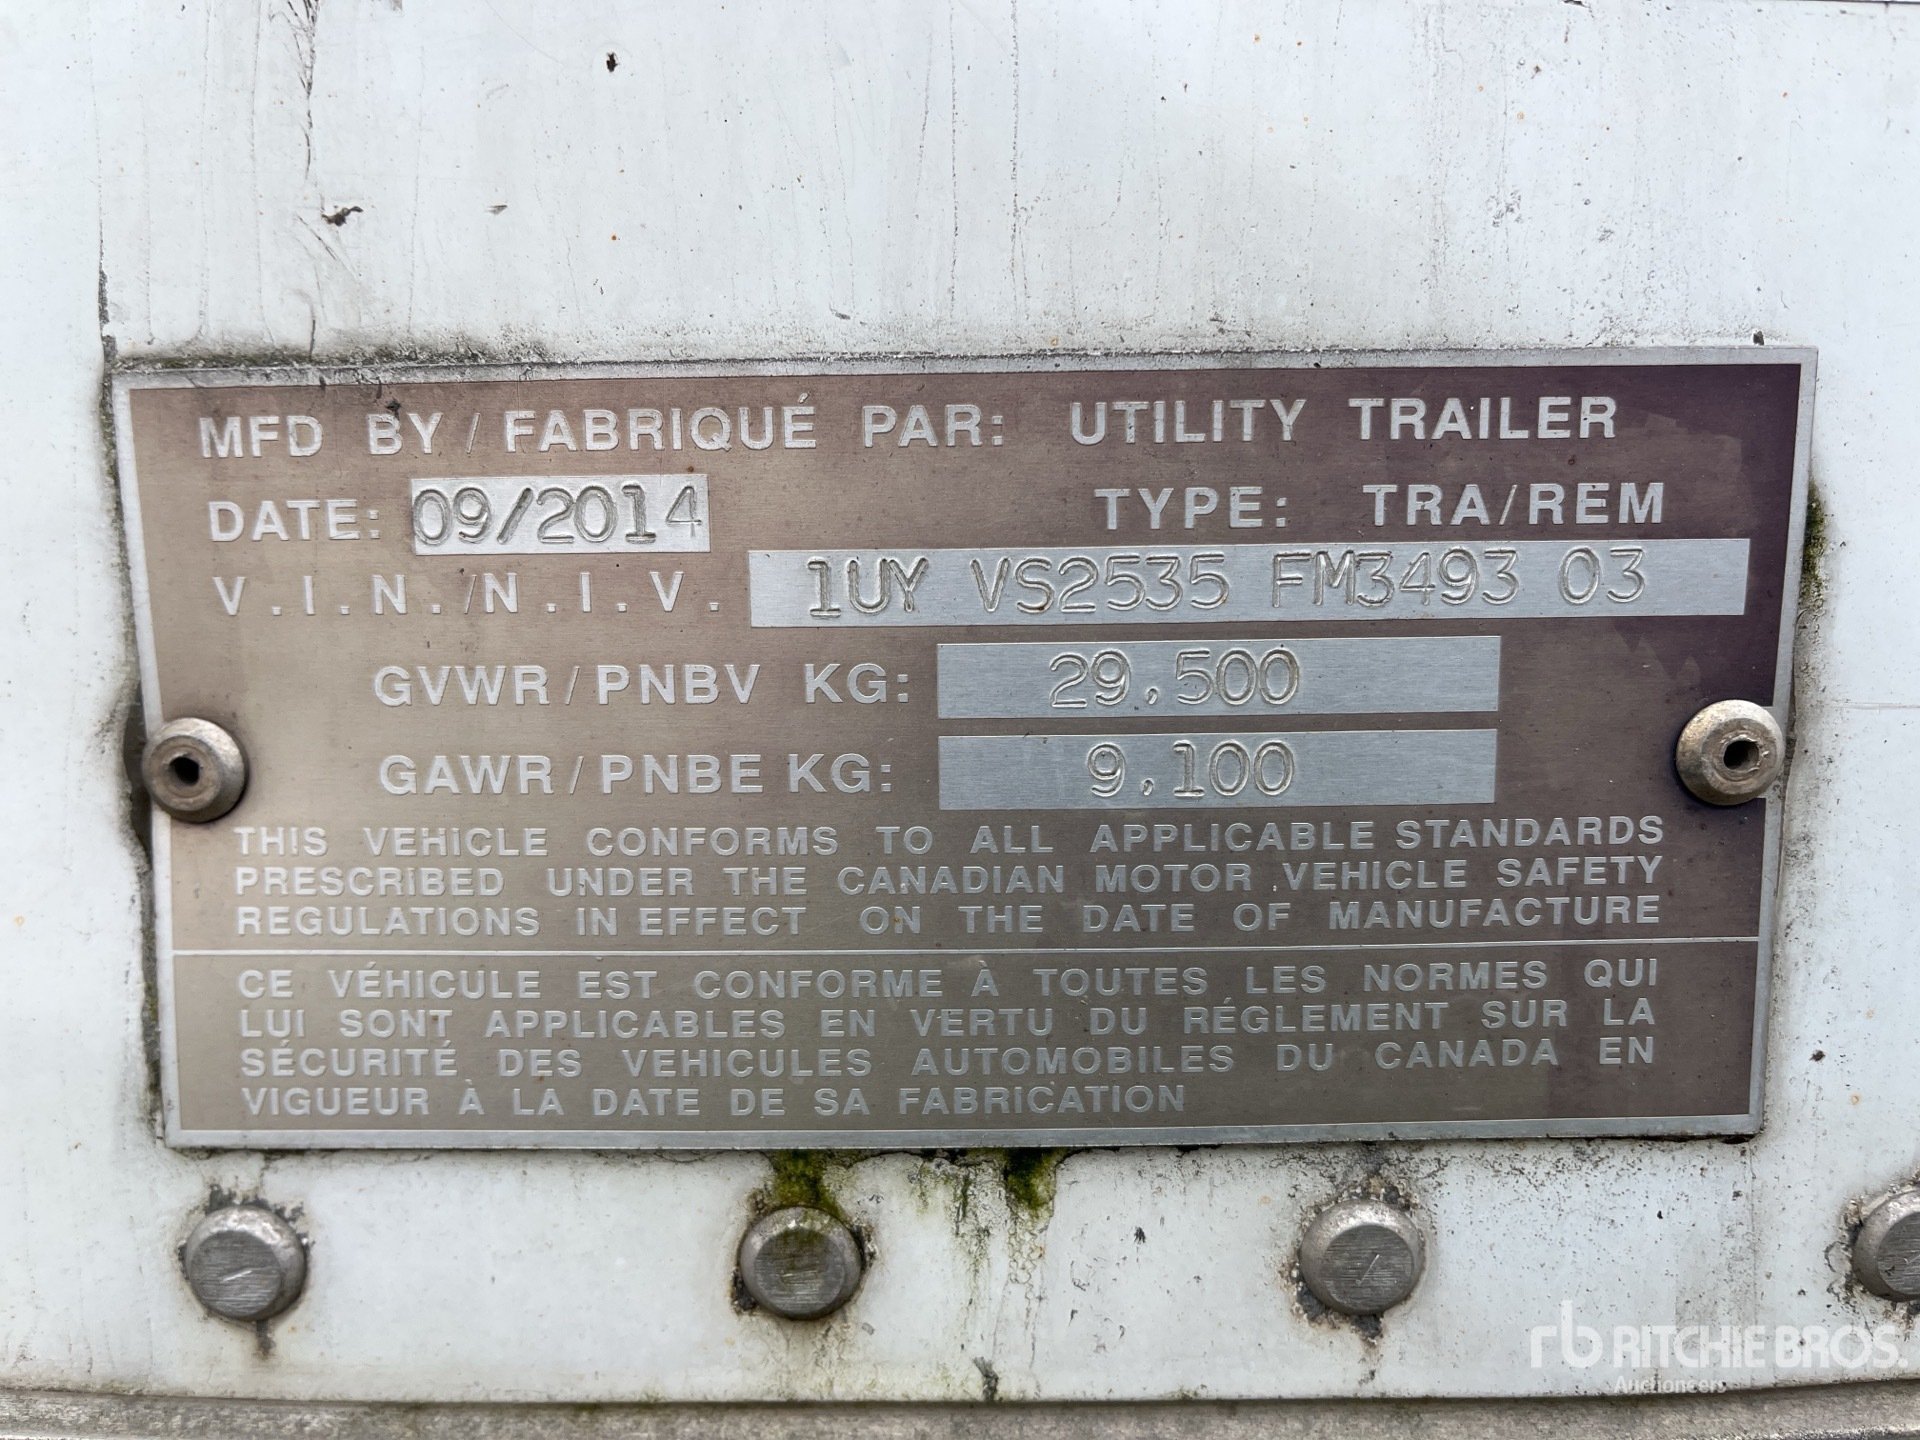 MFD BY / FABRIQUÉ PAR: UTILITY TRAILER
DATE: 09/2014 TYPE: TRA/REM
V.I.N./N.I.V. 1UY VS2535 FM3493 03
GVWR/PNBV KG: 29,500
GAWR/PNBE KG: 9,100
THIS VEHICLE CONFORMS TO ALL APPLICABLE STANDARDS
PRESCRIBED UNDER THE CANADIAN MOTOR VEHICLE SAFETY
REGULATIONS IN EFFECT ON THE DATE OF MANUFACTURE
CE VÉHICULE EST CONFORME À TOUTES LES NORMES QUI
LUI SONT APPLICABLES EN VERTU DU RÉGLEMENT SUR LA
SÉCURITÉ DES VEHICULES AUTOMOBILES DU CANADA EN
VIGUEUR À LA DATE DE SA FABRICATION
rb RITCHIE BROS.
Auctioneers